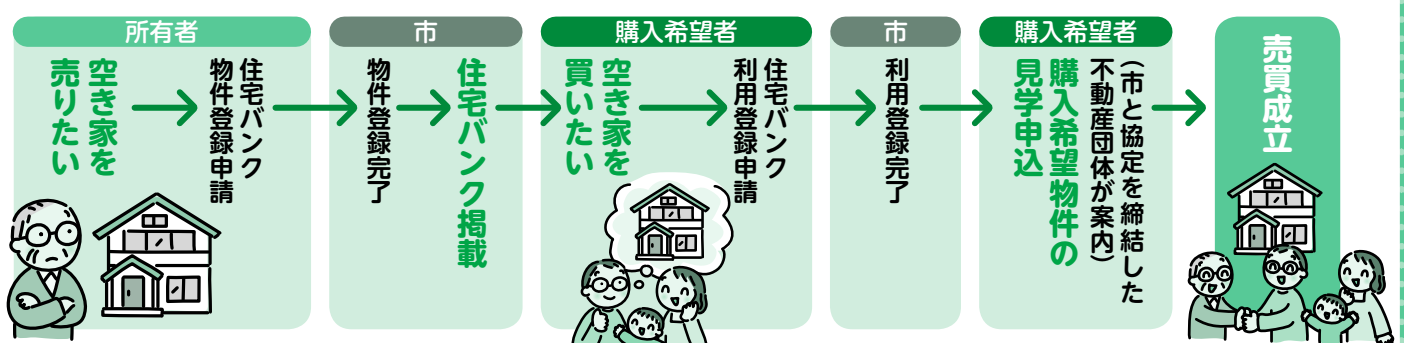 所有者
空き家を
売りたい
住宅バンク
物件登録申請
市
物件登録完了
住宅バンク掲載
購入希望者
空き家を
買いたい
住宅バンク
利用登録申請
市
利用登録完了
購入希望者
（市と協定を締結した
不動産団体が案内）
購入希望物件の
見学申込
売買成立